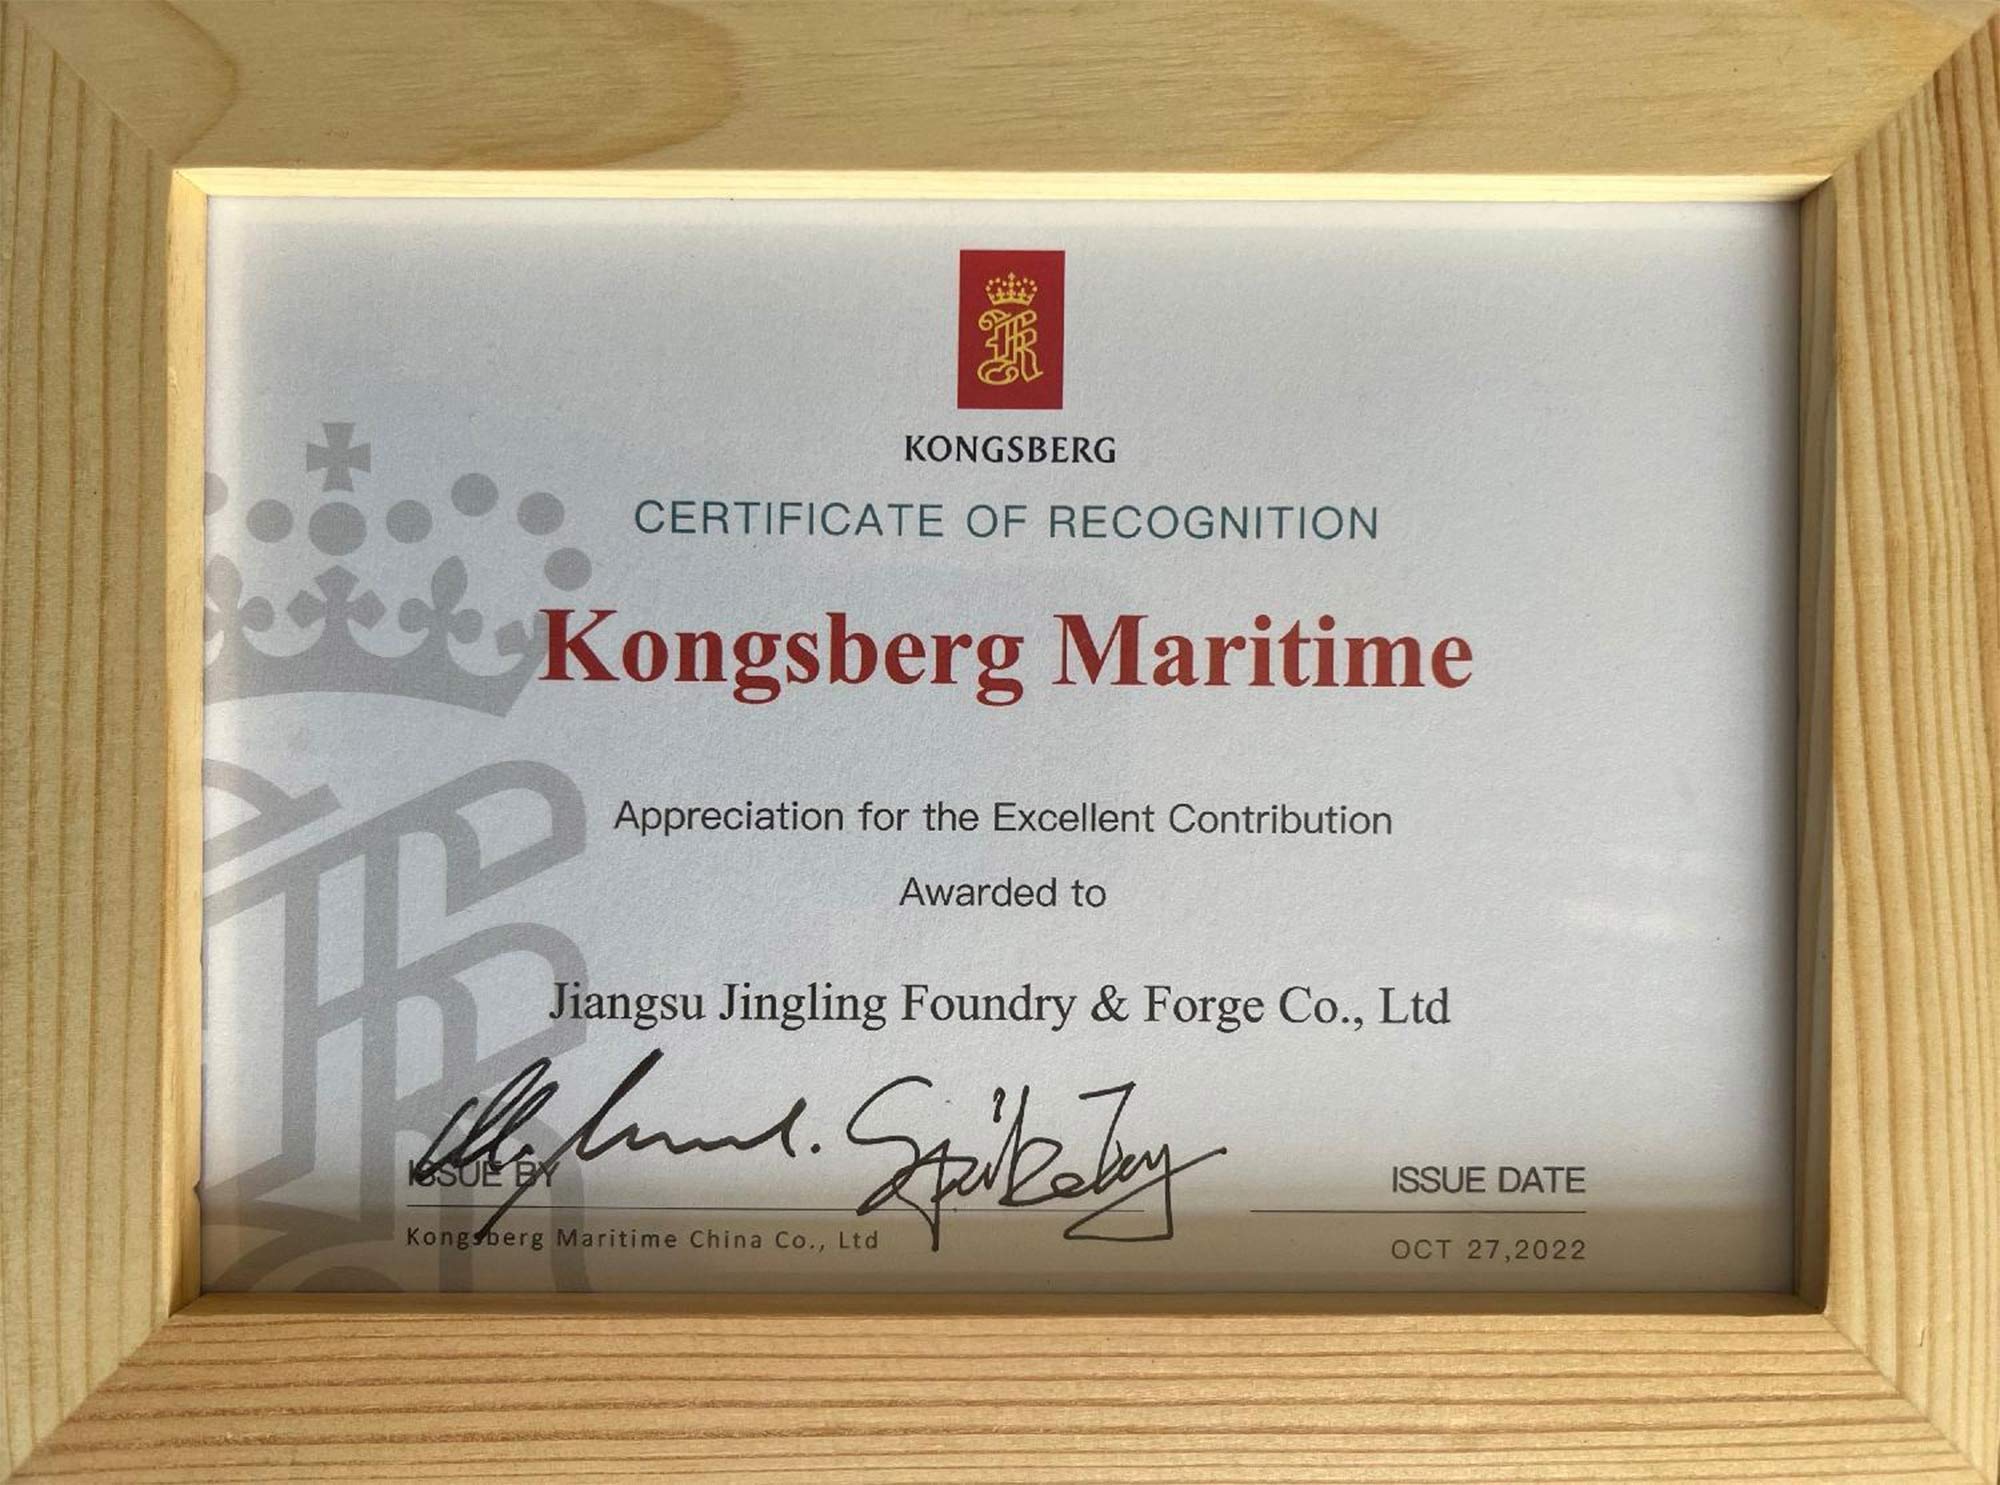 KONGSBERG
CERTIFICATE OF RECOGNITION
Kongsberg Maritime
Appreciation for the Excellent Contribution
Awarded to
Jiangsu Jingling Foundry & Forge Co., Ltd
ISSUE BY
Kongsberg Maritime China Co., Ltd
ISSUE DATE
OCT 27,2022